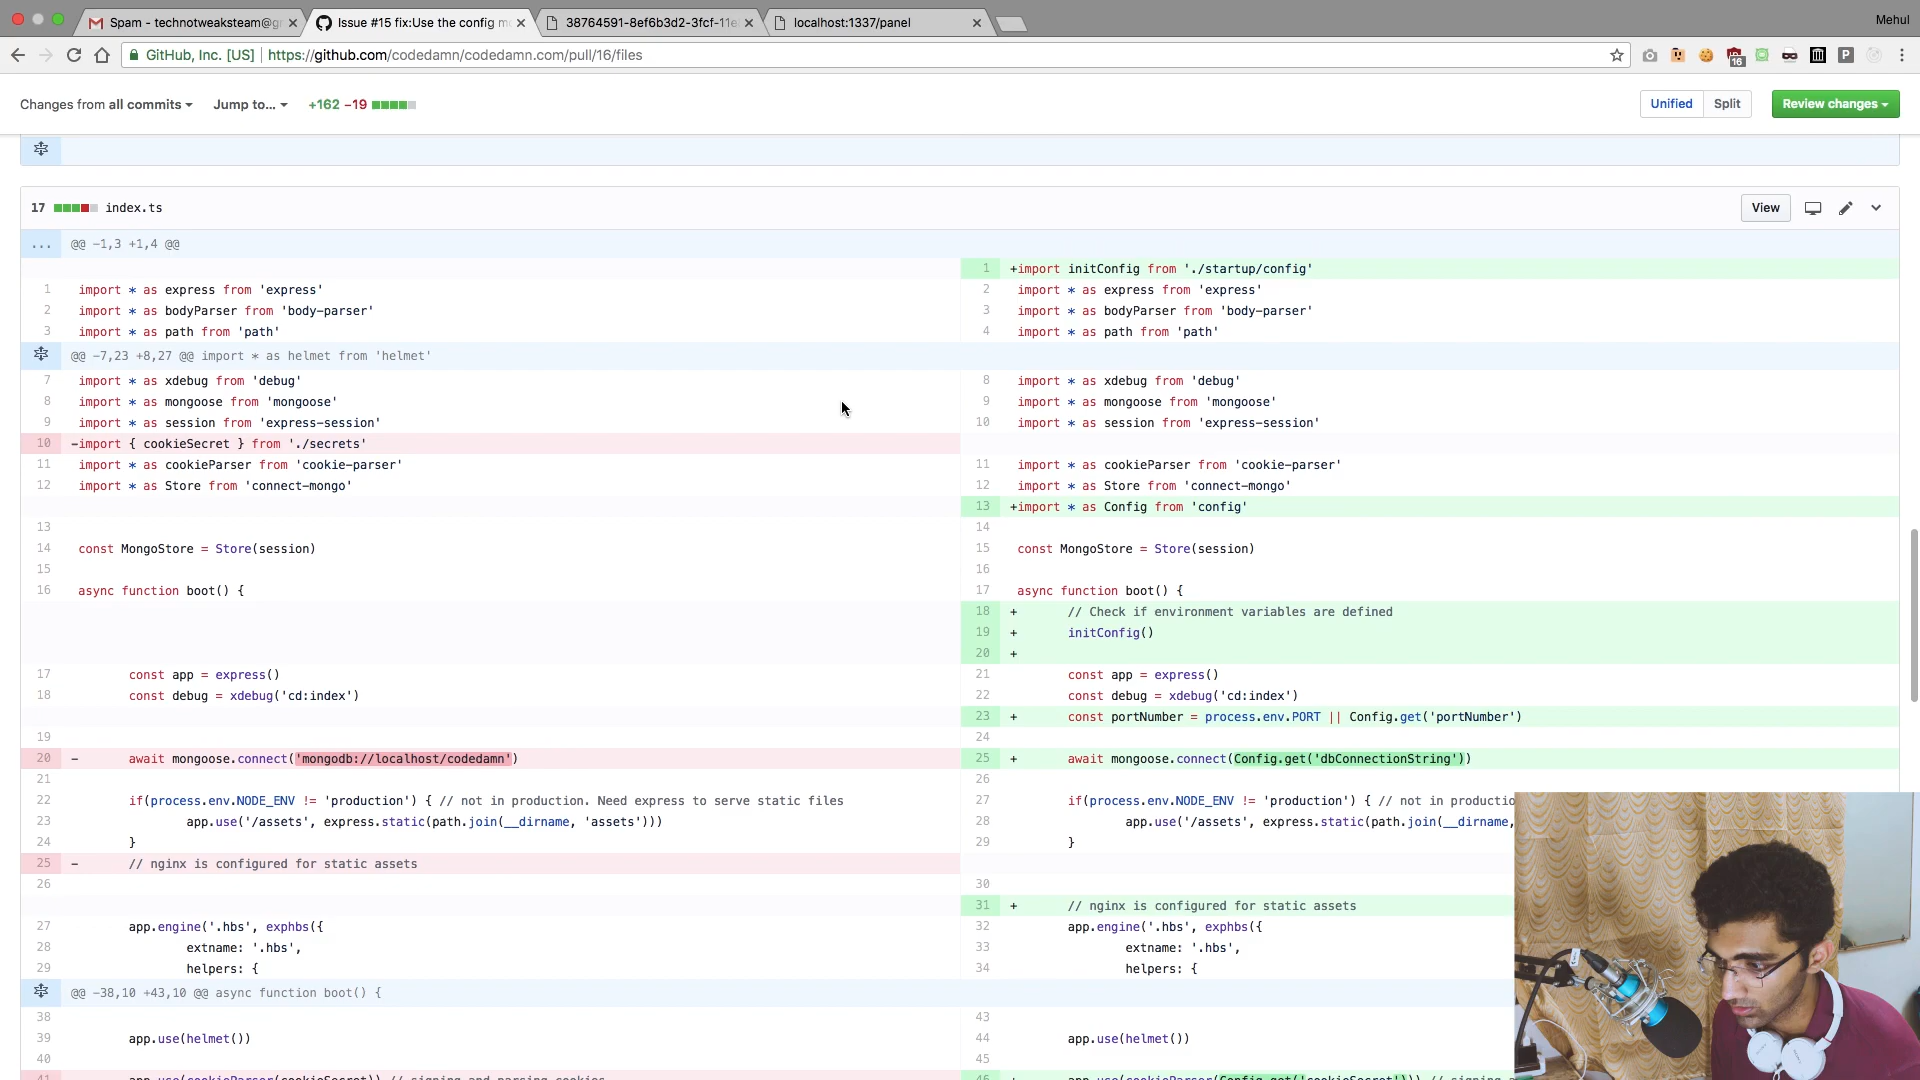 Spam - technotweaksteam@g
Issue #15 fix:Use the config m
38764591-8ef6b3d2-3fcf-11e
localhost:1337/panel
Mehul
GitHub, Inc. [US] https://github.com/codedamn/codedamn.com/pull/16/files
16
P
Changes from all commits Jump to... +162 −19
Unified Split Review changes
17 index.ts View
... @@ -1,3 +1,4 @@
1 +import initConfig from './startup/config'
1 import * as express from 'express' 2 import * as express from 'express'
2 import * as bodyParser from 'body-parser' 3 import * as bodyParser from 'body-parser'
3 import * as path from 'path' 4 import * as path from 'path'
@@ -7,23 +8,27 @@ import * as helmet from 'helmet'
7 import * as xdebug from 'debug' 8 import * as xdebug from 'debug'
8 import * as mongoose from 'mongoose' 9 import * as mongoose from 'mongoose'
9 import * as session from 'express-session' 10 import * as session from 'express-session'
10 -import { cookieSecret } from './secrets'
11 import * as cookieParser from 'cookie-parser' 11 import * as cookieParser from 'cookie-parser'
12 import * as Store from 'connect-mongo' 12 import * as Store from 'connect-mongo'
13 +import * as Config from 'config'
13 14
14 const MongoStore = Store(session) 15 const MongoStore = Store(session)
15 16
16 async function boot() { 17 async function boot() {
18 + // Check if environment variables are defined
19 + initConfig()
20 +
17 const app = express() 21 const app = express()
18 const debug = xdebug('cd:index') 22 const debug = xdebug('cd:index')
23 + const portNumber = process.env.PORT || Config.get('portNumber')
19 24
20 - await mongoose.connect('mongodb://localhost/codedamn') 25 + await mongoose.connect(Config.get('dbConnectionString'))
21 26
22 if(process.env.NODE_ENV != 'production') { // not in production. Need express to serve static files 27 if(process.env.NODE_ENV != 'production') { // not in productio
23 app.use('/assets', express.static(path.join(__dirname, 'assets'))) 28 app.use('/assets', express.static(path.join(__dirname,
24 } 29 }
25 - // nginx is configured for static assets
26 30
31 + // nginx is configured for static assets
27 app.engine('.hbs', exphbs({ 32 app.engine('.hbs', exphbs({
28 extname: '.hbs', 33 extname: '.hbs',
29 helpers: { 34 helpers: {
@@ -38,10 +43,10 @@ async function boot() {
38 43
39 app.use(helmet()) 44 app.use(helmet())
40 45